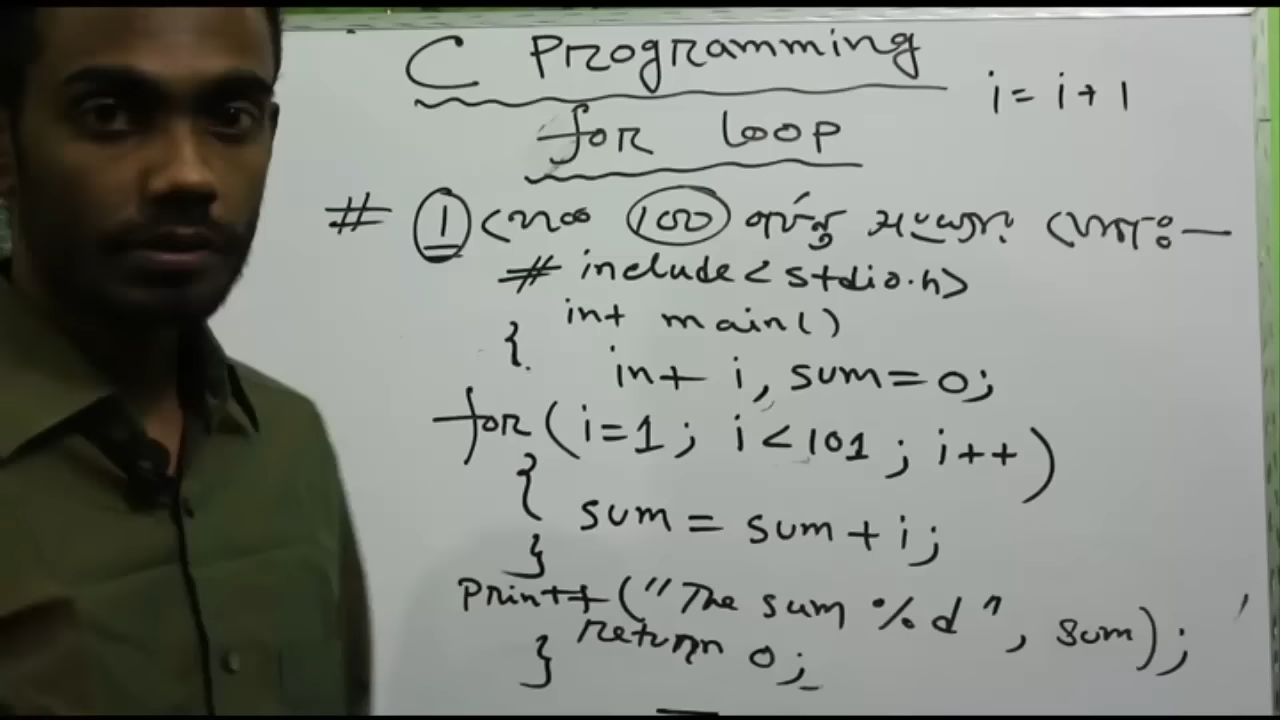 C Programming
i = i + 1
for loop
# 1 থেকে 100 পর্যন্ত
# include < stdio.h>
int main()
{
int i, sum = 0;
for (i=1; i < 101; i++)
{
sum = sum + i;
}
Printf ("The sum %d", sum);
return 0;
}